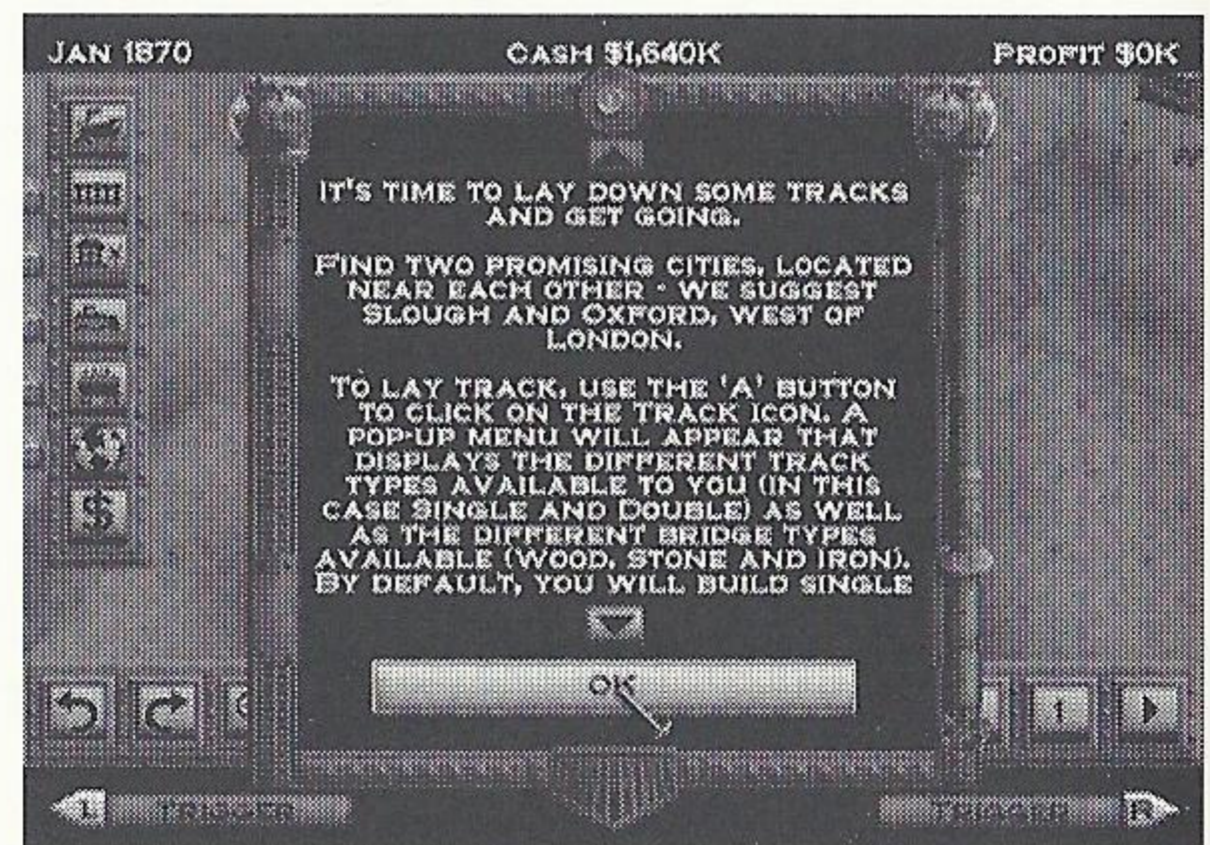 JAN 1870 CASH $1,640K PROFIT $0K
IT'S TIME TO LAY DOWN SOME TRACKS
AND GET GOING.
FIND TWO PROMISING CITIES, LOCATED
NEAR EACH OTHER - WE SUGGEST
SLOUGH AND OXFORD, WEST OF
LONDON.
TO LAY TRACK, USE THE 'A' BUTTON
TO CLICK ON THE TRACK ICON. A
POP-UP MENU WILL APPEAR THAT
DISPLAYS THE DIFFERENT TRACK
TYPES AVAILABLE TO YOU (IN THIS
CASE SINGLE AND DOUBLE) AS WELL
AS THE DIFFERENT BRIDGE TYPES
AVAILABLE (WOOD, STONE AND IRON).
BY DEFAULT, YOU WILL BUILD SINGLE
$
OK
1
L TRIGGER TRIGGER R